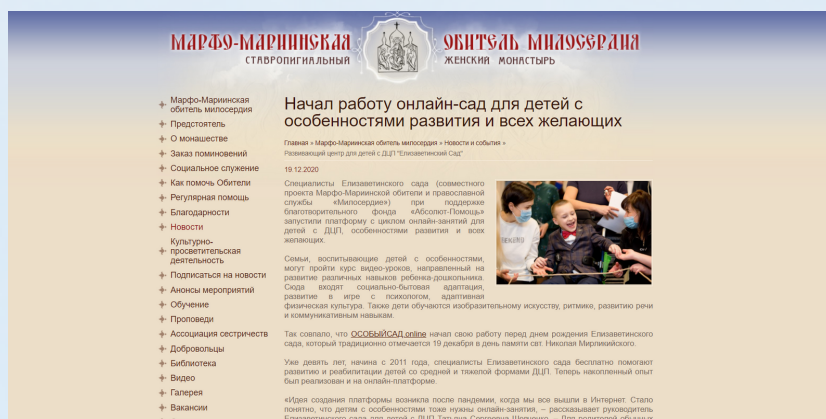 МАРФО-МАРИИНСКАЯ ОБИТЕЛЬ МИЛОСЕРДИЯ
СТАВРОПИГИАЛЬНЫЙ ЖЕНСКИЙ МОНАСТЫРЬ
Марфо-Мариинская
обитель милосердия
Предстоятель
О монашестве
Заказ поминовений
Социальное служение
Как помочь Обители
Регулярная помощь
Благодарности
Новости
Культурно-
просветительская
деятельность
Подписаться на новости
Анонсы мероприятий
Обучение
Проповеди
Ассоциация сестричеств
Добровольцы
Библиотека
Видео
Галерея
Вакансии
Начал работу онлайн-сад для детей с
особенностями развития и всех желающих
Главная » Марфо-Мариинская обитель милосердия » Новости и события »
Развивающий центр для детей с ДЦП "Елизаветинский Сад"
19.12.2020
Специалисты Елизаветинского сада (совместного
проекта Марфо-Мариинской обители и православной
службы «Милосердие») при поддержке
благотворительного фонда «Абсолют-Помощь»
запустили платформу с циклом онлайн-занятий для
детей с ДЦП, особенностями развития и всех
желающих.
Семьи, воспитывающие детей с особенностями,
могут пройти курс видео-уроков, направленный на
развитие различных навыков ребенка-дошкольника.
Сюда входят социально-бытовая адаптация,
развитие в игре с психологом, адаптивная
физическая культура. Также дети обучаются изобразительному искусству, ритмике, развитию речи
и коммуникативным навыкам.
Так совпало, что ОСОБЫЙСАД.online начал свою работу перед днем рождения Елизаветинского
сада, который традиционно отмечается 19 декабря в день памяти свт. Николая Мирликийского.
Уже девять лет, начина с 2011 года, специалисты Елизаветинского сада бесплатно помогают
развитию и реабилитации детей со средней и тяжелой формами ДЦП. Теперь накопленный опыт
был реализован и на онлайн-платформе.
«Идея создания платформы возникла после пандемии, когда мы все вышли в Интернет. Стало
понятно, что детям с особенностями тоже нужны онлайн-занятия, – рассказывает руководитель
Елизаветинского сада для детей с ДЦП Татьяна Сергеевна